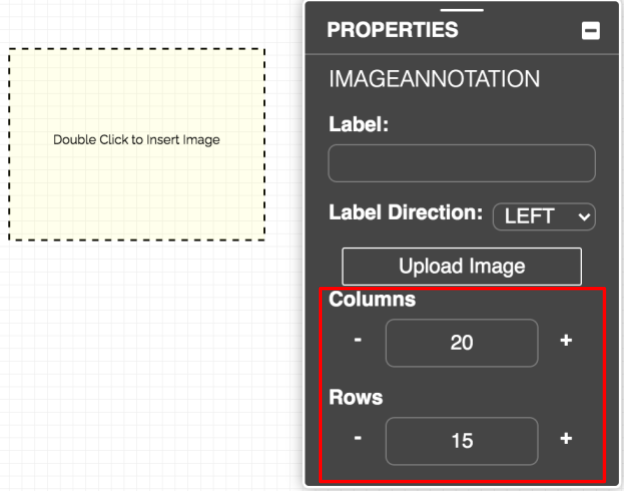 Double Click to Insert Image
PROPERTIES
IMAGEANNOTATION
Label:
Label Direction: LEFT
Upload Image
Columns
- 20 +
Rows
- 15 +